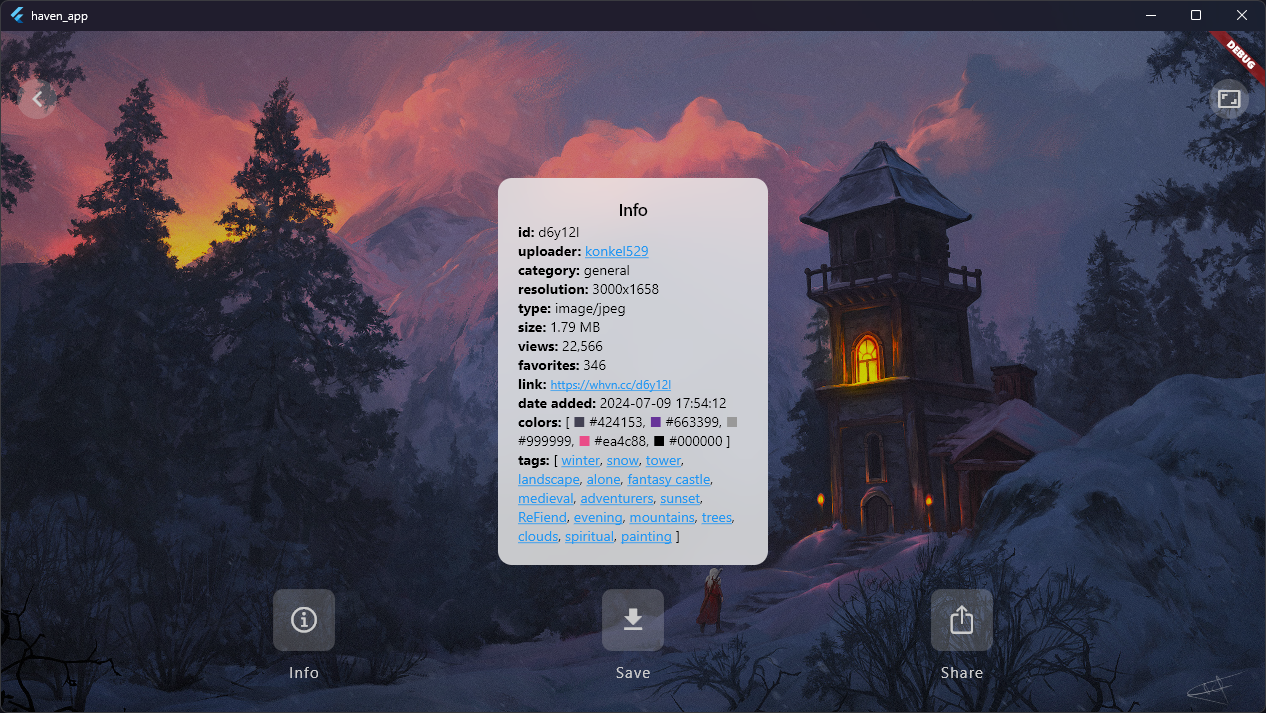 haven_app
DEBUG
Info
id: d6y12l
uploader: konkel529
category: general
resolution: 3000x1658
type: image/jpeg
size: 1.79 MB
views: 22,566
favorites: 346
link: https://whvn.cc/d6y12l
date added: 2024-07-09 17:54:12
colors: [ #424153, #663399,
#999999, #ea4c88, #000000 ]
tags: [ winter, snow, tower,
landscape, alone, fantasy castle,
medieval, adventurers, sunset,
ReFiend, evening, mountains, trees,
clouds, spiritual, painting ]
Info
Save
Share